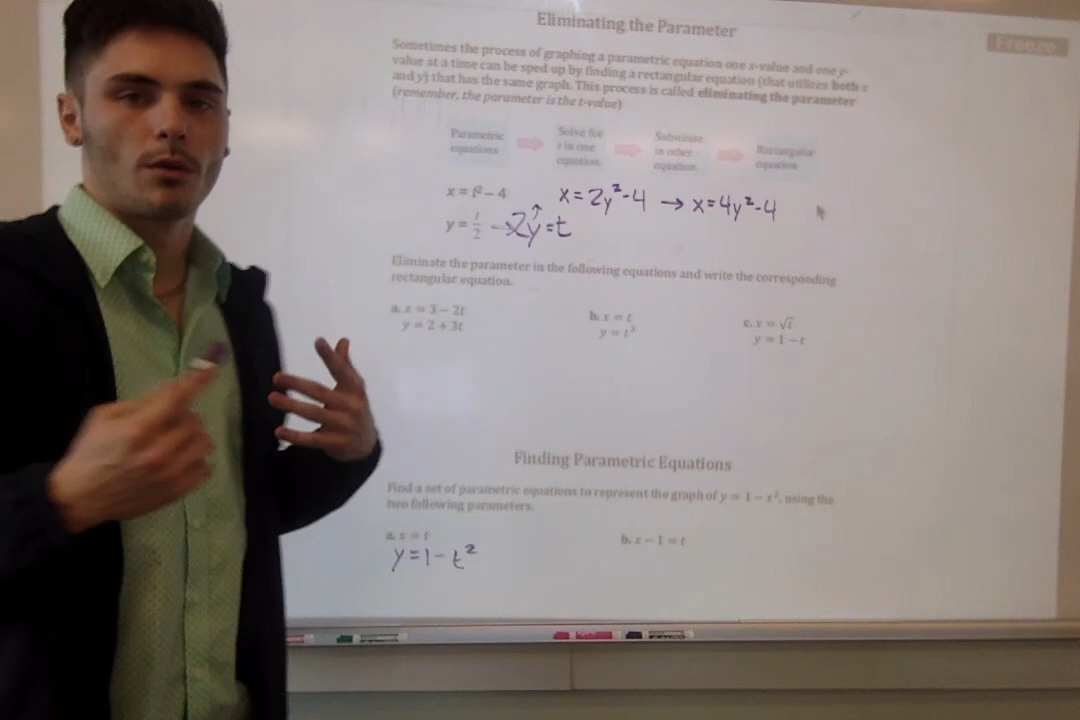 Eliminating the Parameter
Freeze
Sometimes the process of graphing a parametric equation one x-value and one y-
value at a time can be sped up by finding a rectangular equation (that utilizes both x
and y) that has the same graph. This process is called eliminating the parameter
(remember, the parameter is the t-value)
Parametric equations
Solve for t in one equation.
Substitute in other equation.
Rectangular equation
x = t² – 4 x=2y²-4 → x=4y²-4
y = t/2 → 2y=t
Eliminate the parameter in the following equations and write the corresponding
rectangular equation.
a. x = 3 – 2t
y = 2 + 3t
b. x = t
y = t³
c. x = √t
y = 1 – t
Finding Parametric Equations
Find a set of parametric equations to represent the graph of y = 1 – x², using the
two following parameters.
a. x = t
y=1-t²
b. x – 1 = t